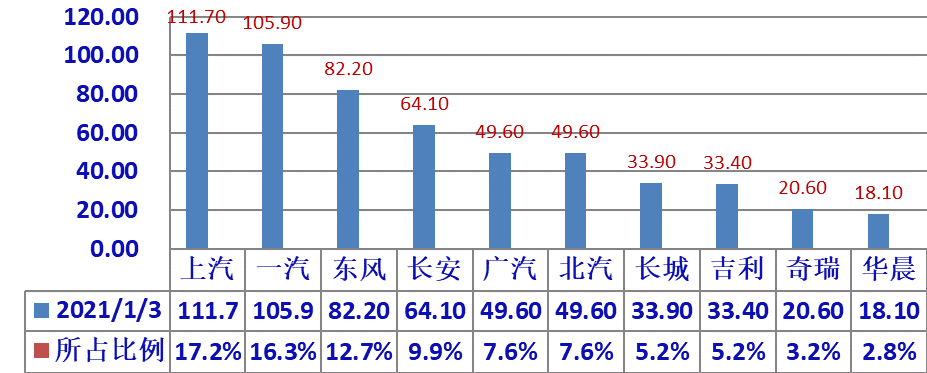 120.00
100.00
80.00
60.00
40.00
20.00
0.00
111.70 105.90 82.20 64.10 49.60 49.60 33.90 33.40 20.60 18.10
上汽 一汽 东风 长安 广汽 北汽 长城 吉利 奇瑞 华晨
2021/1/3 111.7 105.9 82.20 64.10 49.60 49.60 33.90 33.40 20.60 18.10
所占比例 17.2% 16.3% 12.7% 9.9% 7.6% 7.6% 5.2% 5.2% 3.2% 2.8%